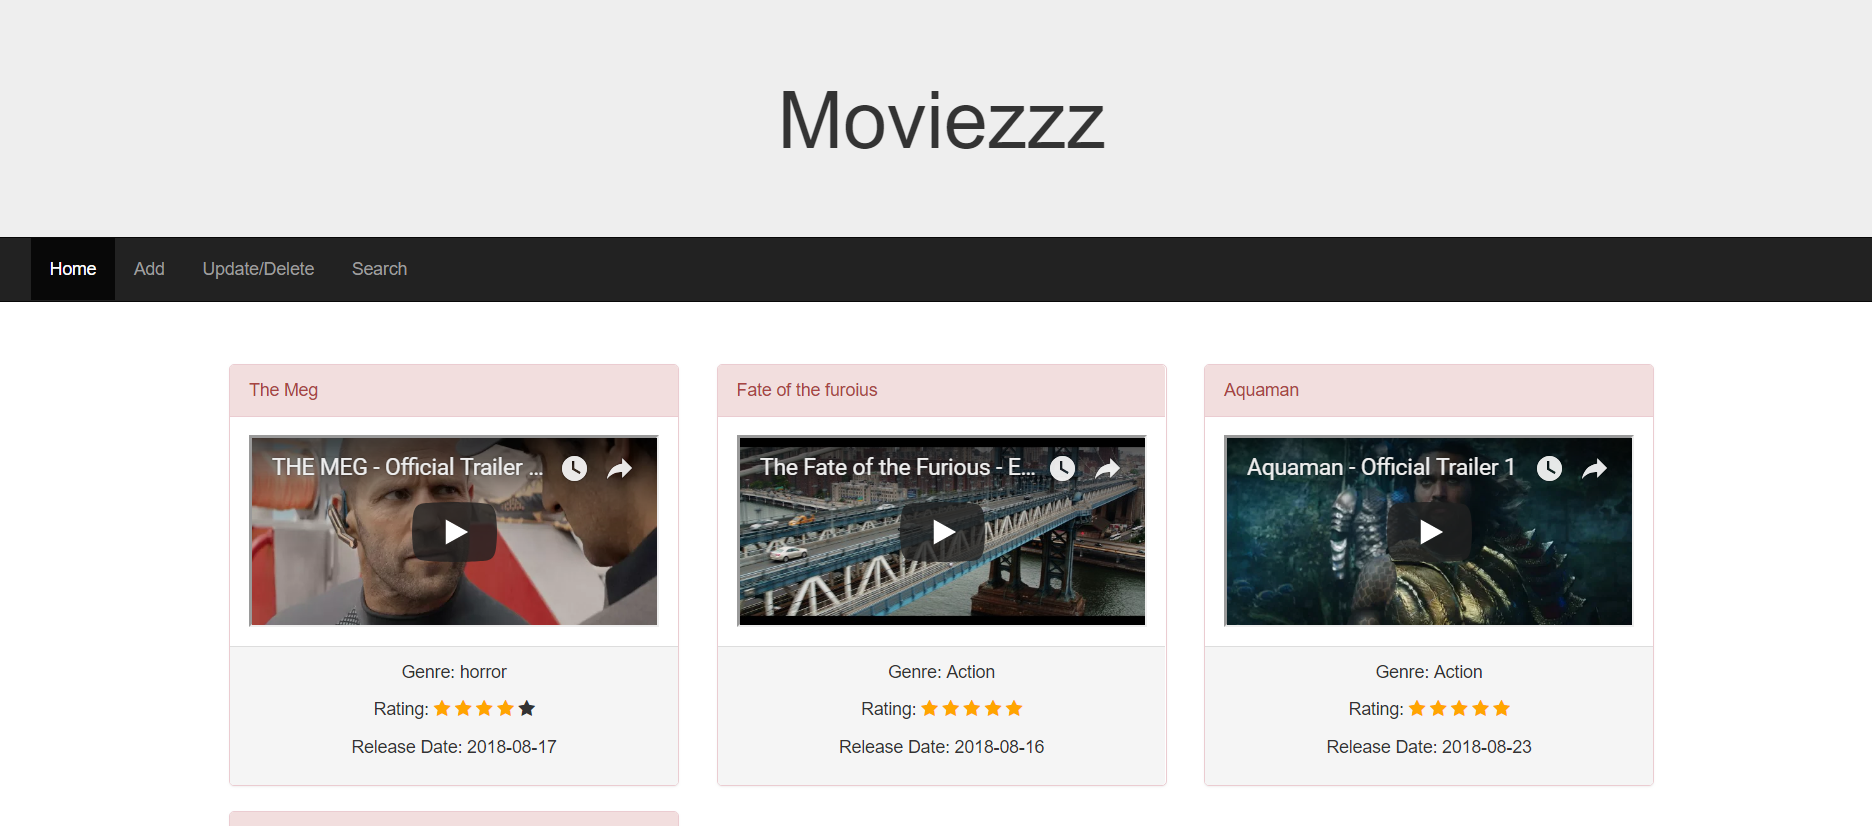 Moviezzz
Home Add Update/Delete Search
The Meg
THE MEG - Official Trailer ...
Genre: horror
Rating:
Release Date: 2018-08-17
Fate of the furoius
The Fate of the Furious - E...
Genre: Action
Rating:
Release Date: 2018-08-16
Aquaman
Aquaman - Official Trailer 1
Genre: Action
Rating:
Release Date: 2018-08-23